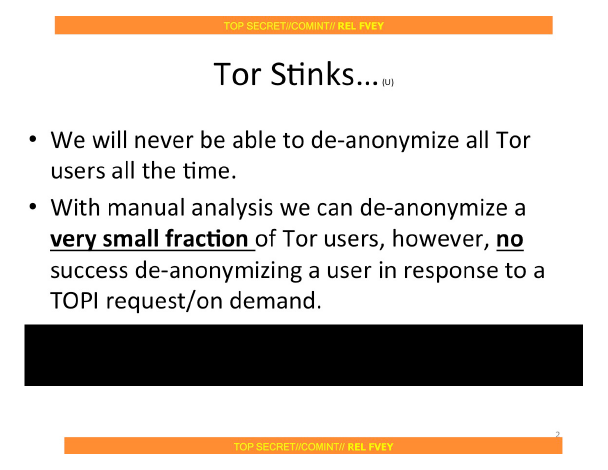 TOP SECRET//COMINT// REL FVEY
Tor Stinks... (U)
• We will never be able to de-anonymize all Tor
users all the time.
• With manual analysis we can de-anonymize a
very small fraction of Tor users, however, no
success de-anonymizing a user in response to a
TOPI request/on demand.
2
TOP SECRET//COMINT// REL FVEY